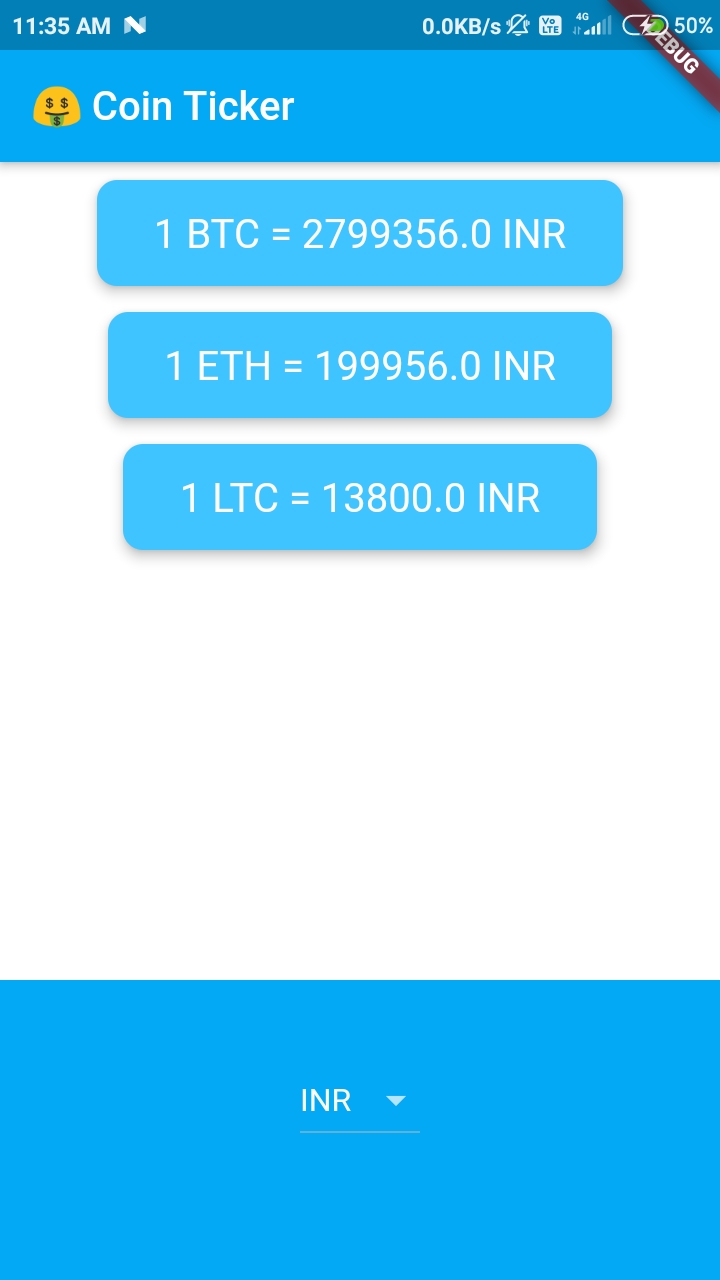 11:35 AM 0.0KB/s Vo LTE 4G 50%
DEBUG
Coin Ticker
1 BTC = 2799356.0 INR
1 ETH = 199956.0 INR
1 LTC = 13800.0 INR
INR